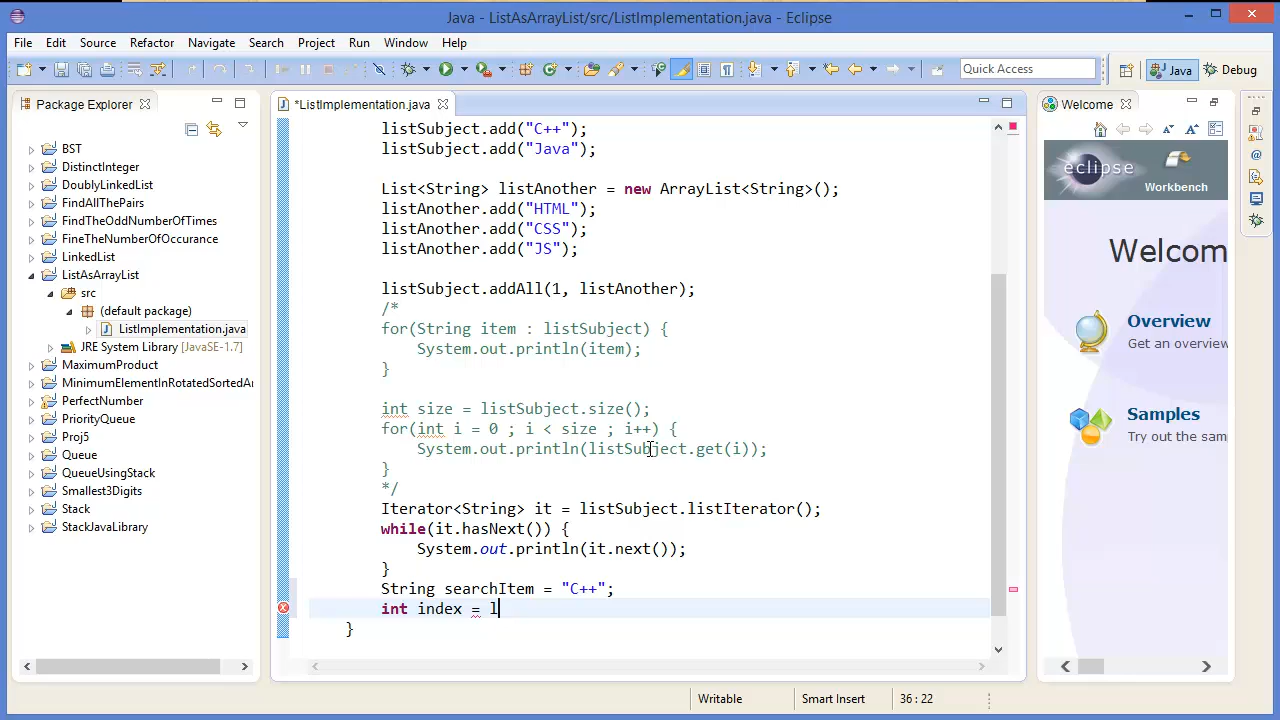 Java - ListAsArrayList/src/ListImplementation.java - Eclipse
File Edit Source Refactor Navigate Search Project Run Window Help
Quick Access
Java
Debug
Package Explorer
BST
DistinctInteger
DoublyLinkedList
FindAllThePairs
FindTheOddNumberOfTimes
FineTheNumberOfOccurance
LinkedList
ListAsArrayList
src
(default package)
ListImplementation.java
JRE System Library [JavaSE-1.7]
MaximumProduct
MinimumElementInRotatedSortedAr
PerfectNumber
PriorityQueue
Proj5
Queue
QueueUsingStack
Smallest3Digits
Stack
StackJavaLibrary
*ListImplementation.java
listSubject.add("C++");
listSubject.add("Java");
List<String> listAnother = new ArrayList<String>();
listAnother.add("HTML");
listAnother.add("CSS");
listAnother.add("JS");
listSubject.addAll(1, listAnother);
/*
for(String item : listSubject) {
System.out.println(item);
}
int size = listSubject.size();
for(int i = 0 ; i < size ; i++) {
System.out.println(listSubject.get(i));
}
*/
Iterator<String> it = listSubject.listIterator();
while(it.hasNext()) {
System.out.println(it.next());
}
String searchItem = "C++";
int index = l
}
Welcome
eclipse
Workbench
Welcom
Overview
Get an overview
Samples
Try out the sam
Writable
Smart Insert
36 : 22